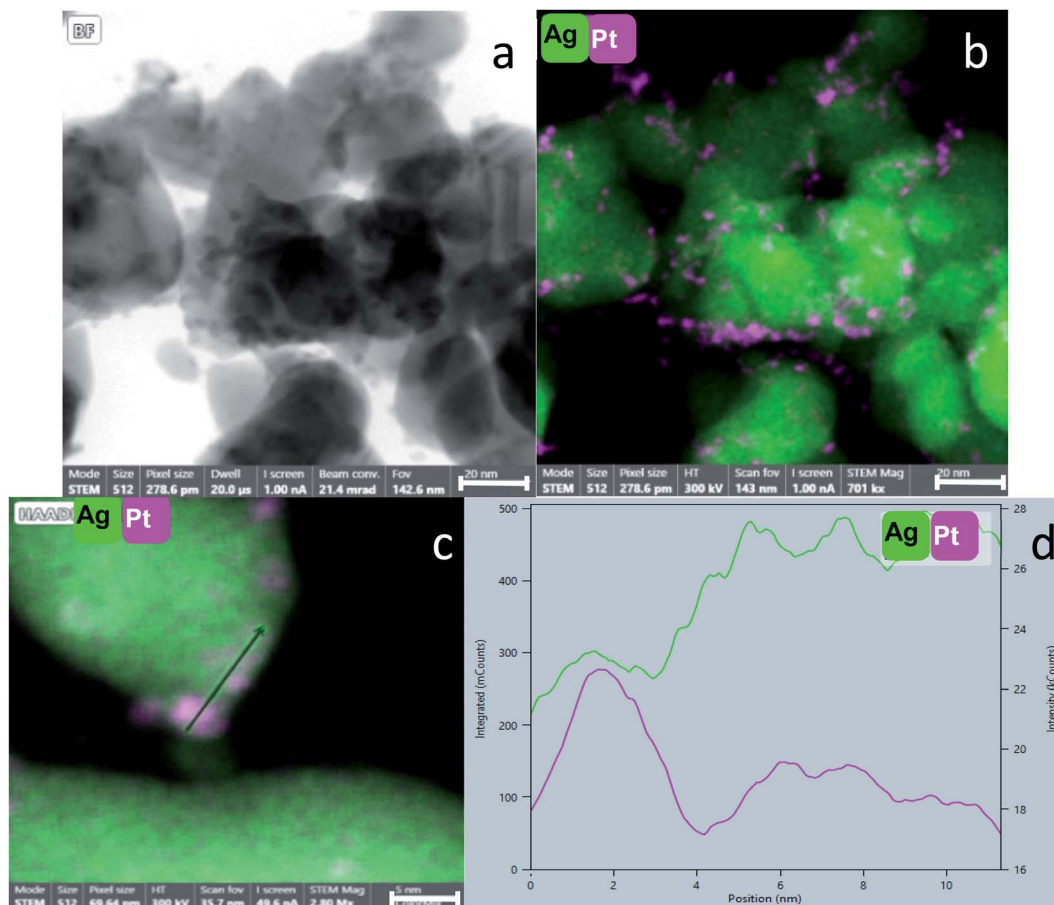 BF
a
Mode Size Pixel size Dwell I screen Beam conv. Fov
STEM 512 278.6 pm 20.0 µs 1.00 nA 21.4 mrad 142.6 nm
20 nm
Ag Pt
b
Mode Size Pixel size HT Scan fov I screen STEM Mag
STEM 512 278.6 pm 300 kV 143 nm 1.00 nA 701 kx
20 nm
Ag Pt
c
Mode Size Pixel size HT Scan fov I screen STEM Mag
STEM 512 69.64 pm 300 kV 35.7 nm 49.6 nA 2.80 Mx
5 nm
Ag Pt
d
500
400
300
200
100
0
Integrated (mCounts)
28
26
24
22
20
18
16
Intensity (kCounts)
0 2 4 6 8 10
Position (nm)